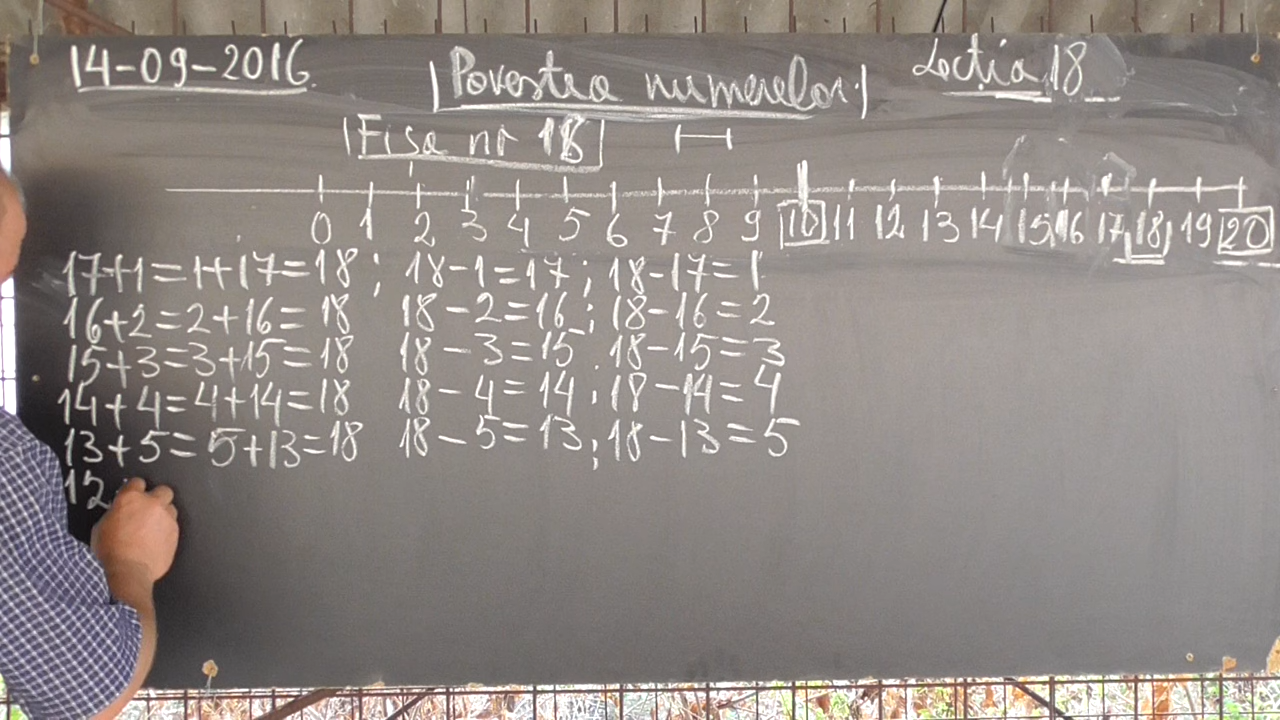 14-09-2016. Povestea numerelor. Lectia 18
Fisa nr 18
0 1 2 3 4 5 6 7 8 9 10 11 12 13 14 15 16 17 18 19 20
17+1=1+17=18; 18-1=17; 18-17=1
16+2=2+16=18 18-2=16; 18-16=2
15+3=3+15=18 18-3=15 18-15=3
14+4=4+14=18 18-4=14; 18-14=4
13+5=5+13=18 18-5=13; 18-13=5
12